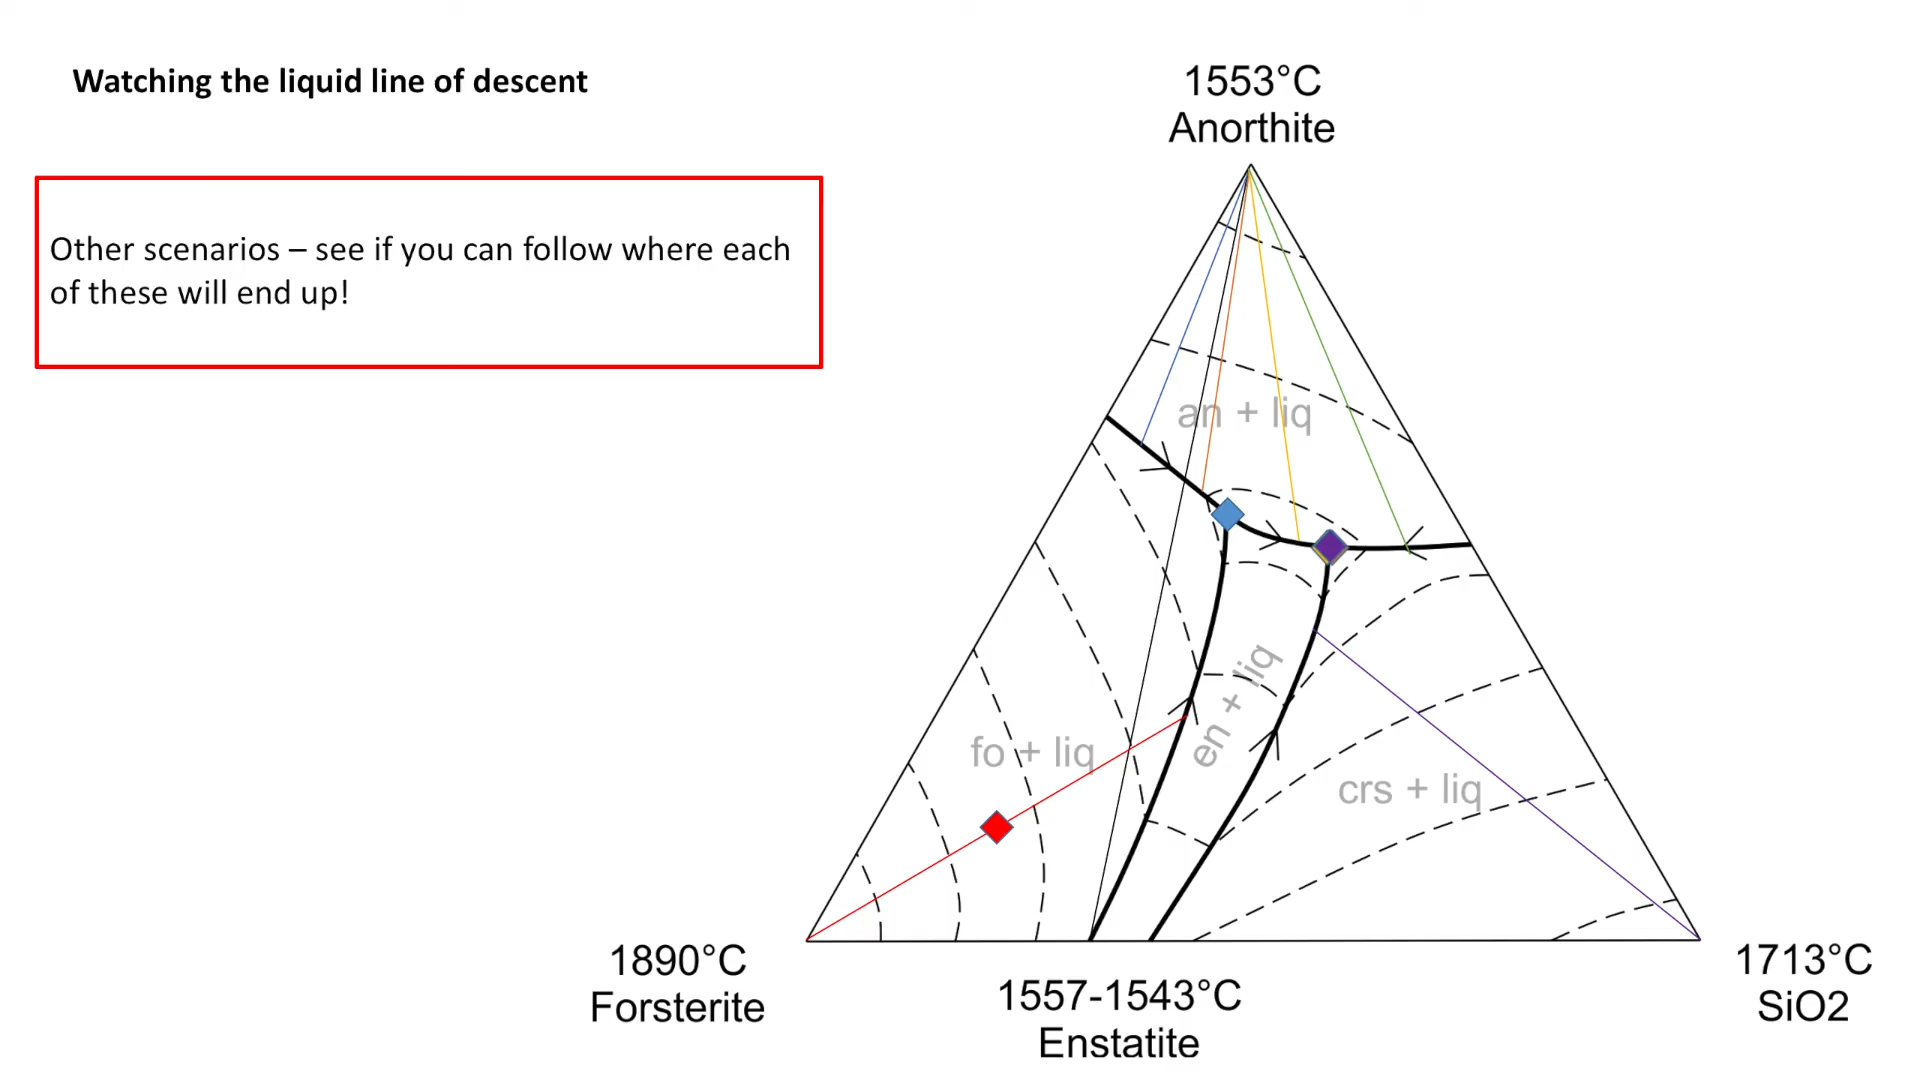 Watching the liquid line of descent
Other scenarios – see if you can follow where each
of these will end up!
1553°C
Anorthite
an + liq
fo + liq
en + liq
crs + liq
1890°C
Forsterite
1557-1543°C
Enstatite
1713°C
SiO2